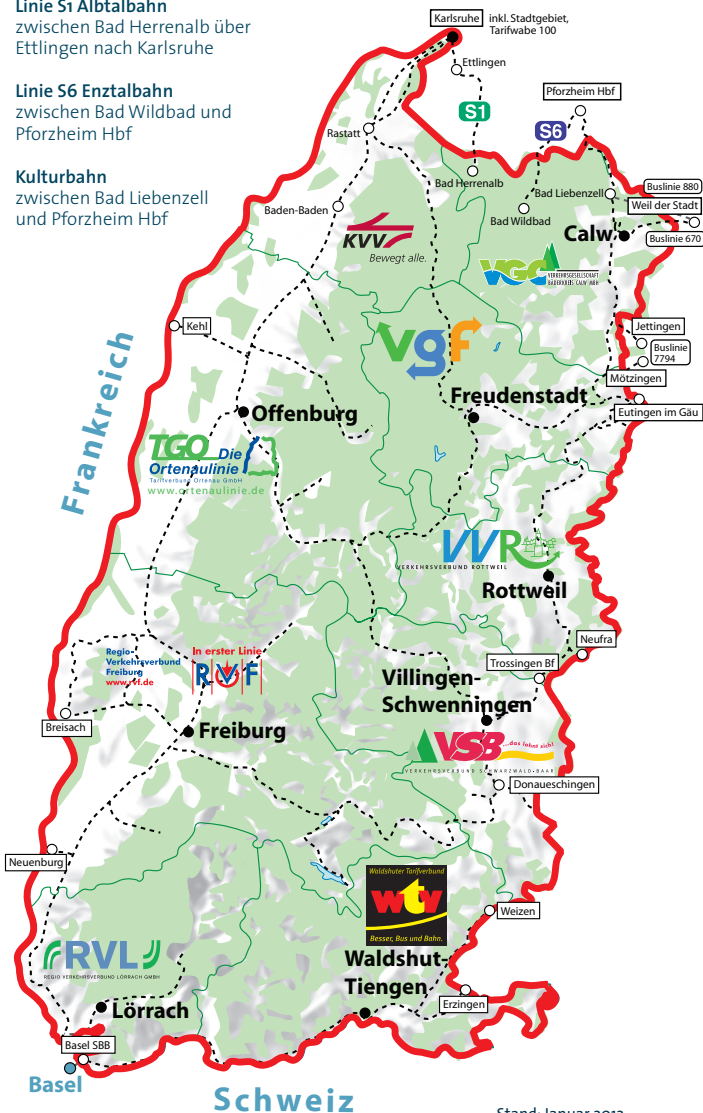 Linie S1 Albtalbahn
zwischen Bad Herrenalb über
Ettlingen nach Karlsruhe
Linie S6 Enztalbahn
zwischen Bad Wildbad und
Pforzheim Hbf
Kulturbahn
zwischen Bad Liebenzell
und Pforzheim Hbf
Karlsruhe
inkl. Stadtgebiet,
Tarifwabe 100
Ettlingen
S1
Pforzheim Hbf
S6
Rastatt
Bad Herrenalb
Bad Liebenzell
Buslinie 880
Weil der Stadt
Baden-Baden
Bad Wildbad
Calw
Buslinie 670
KVV
Bewegt alle.
VGC
VERKEHRSGESELLSCHAFT
BÄDERKREIS CALW MBH
Kehl
Jettingen
Buslinie
7794
vgf
Mötzingen
Frankreich
Freudenstadt
Eutingen im Gäu
Offenburg
TGO Die
Ortenaulinie
Tarifverbund Ortenau GmbH
www.ortenaulinie.de
VVR
VERKEHRSVERBUND ROTTWEIL
Rottweil
Neufra
Trossingen Bf
Regio-
Verkehrsverbund
Freiburg
www.rvf.de
In erster Linie
RVF
Villingen-
Schwenningen
Breisach
Freiburg
VSB
...das lohnt sich!
VERKEHRSVERBUND SCHWARZWALD-BAAR
Donaueschingen
Neuenburg
Waldshuter Tarifverbund
wtv
Besser, Bus und Bahn.
Weizen
RVL
REGIO VERKEHRSVERBUND LÖRRACH GMBH
Waldshut-
Tiengen
Erzingen
Lörrach
Basel SBB
Basel
Schweiz
Stand: Januar 2013